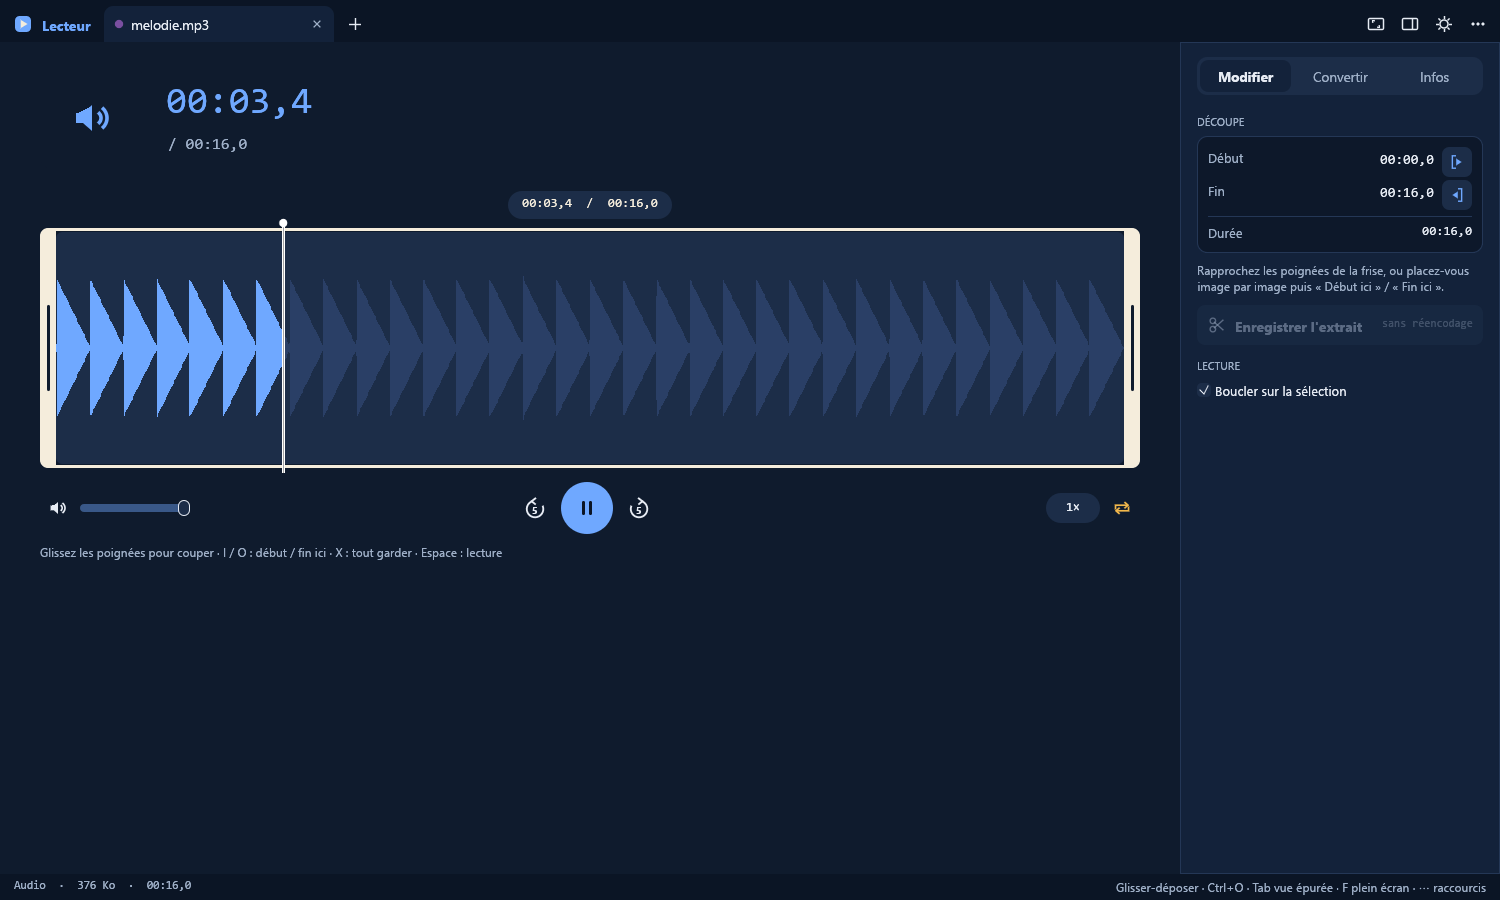 Lecteur
melodie.mp3
00:03,4
/ 00:16,0
00:03,4 / 00:16,0
5
5
1x
Glissez les poignées pour couper · I / O : début / fin ici · X : tout garder · Espace : lecture
Modifier Convertir Infos
DÉCOUPE
Début 00:00,0
Fin 00:16,0
Durée 00:16,0
Rapprochez les poignées de la frise, ou placez-vous
image par image puis « Début ici » / « Fin ici ».
Enregistrer l'extrait sans réencodage
LECTURE
Boucler sur la sélection
Audio · 376 Ko · 00:16,0
Glisser-déposer · Ctrl+O · Tab vue épurée · F plein écran · ··· raccourcis